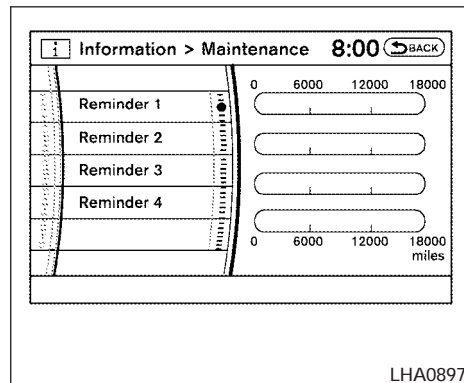 i Information > Maintenance 8:00 BACK
0 6000 12000 18000
Reminder 1
Reminder 2
Reminder 3
Reminder 4
0 6000 12000 18000
miles
LHA0897